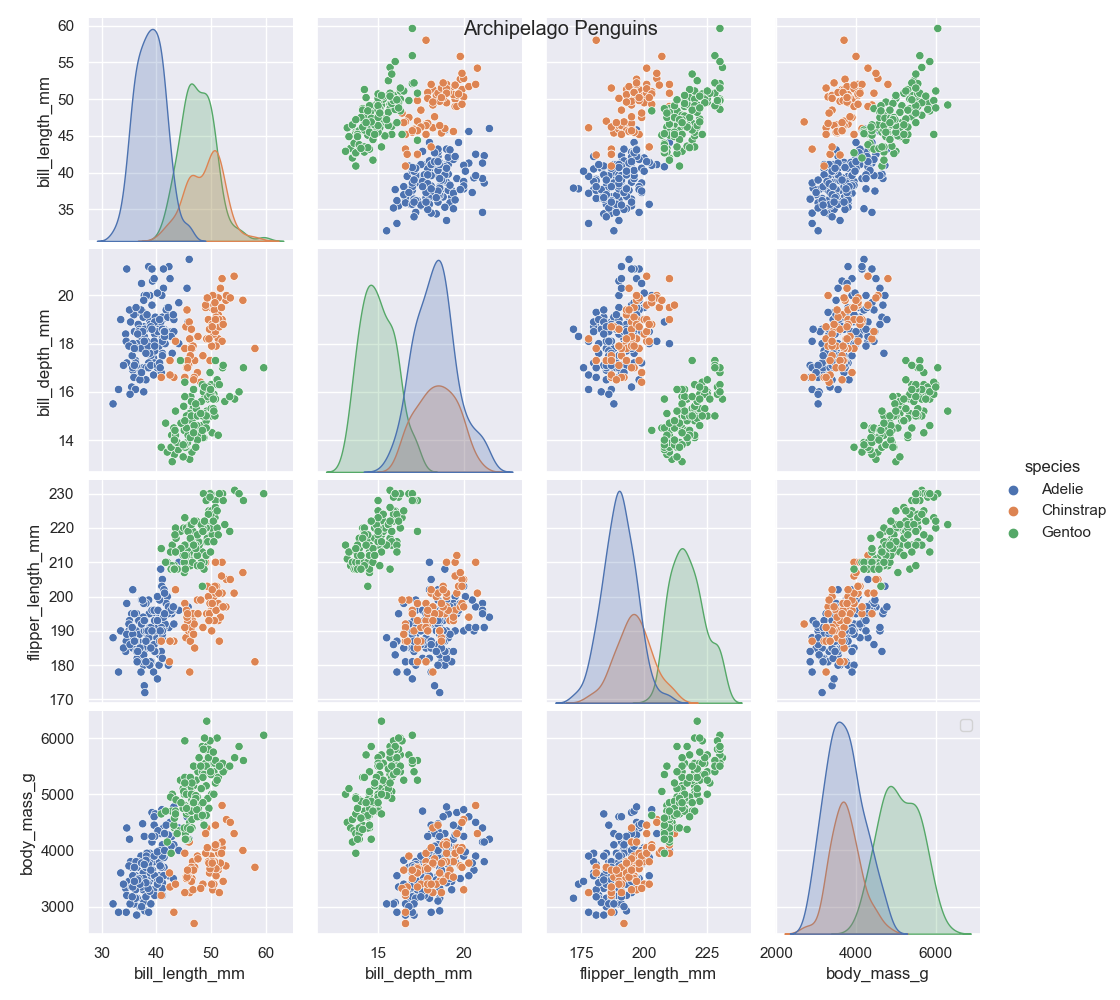 Archipelago Penguins
60
55
50
45
40
35
bill_length_mm
20
18
16
14
bill_depth_mm
230
220
210
200
190
180
170
flipper_length_mm
6000
5000
4000
3000
body_mass_g
30 40 50 60
bill_length_mm
15 20
bill_depth_mm
175 200 225
flipper_length_mm
2000 4000 6000
body_mass_g
species
Adelie
Chinstrap
Gentoo